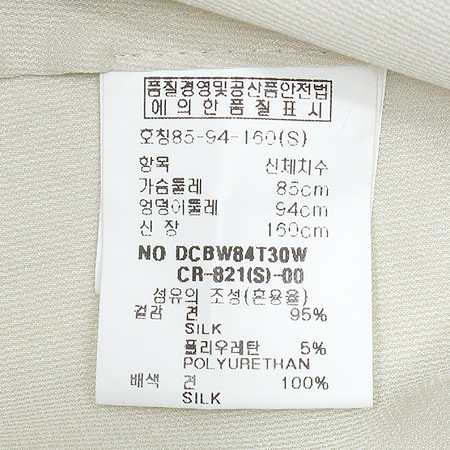 품질경영및공산품안전법
에 의 한 품 질 표 시
호칭85-94-160(S)
항목 신체치수
가슴둘레 85cm
엉덩이둘레 94cm
신 장 160cm
NO DCBW84T30W
CR-821(S)-00
섬유의 조성(혼용율)
겉감 견 95%
SILK
폴리우레탄 5%
POLYURETHAN
배색 견 100%
SILK